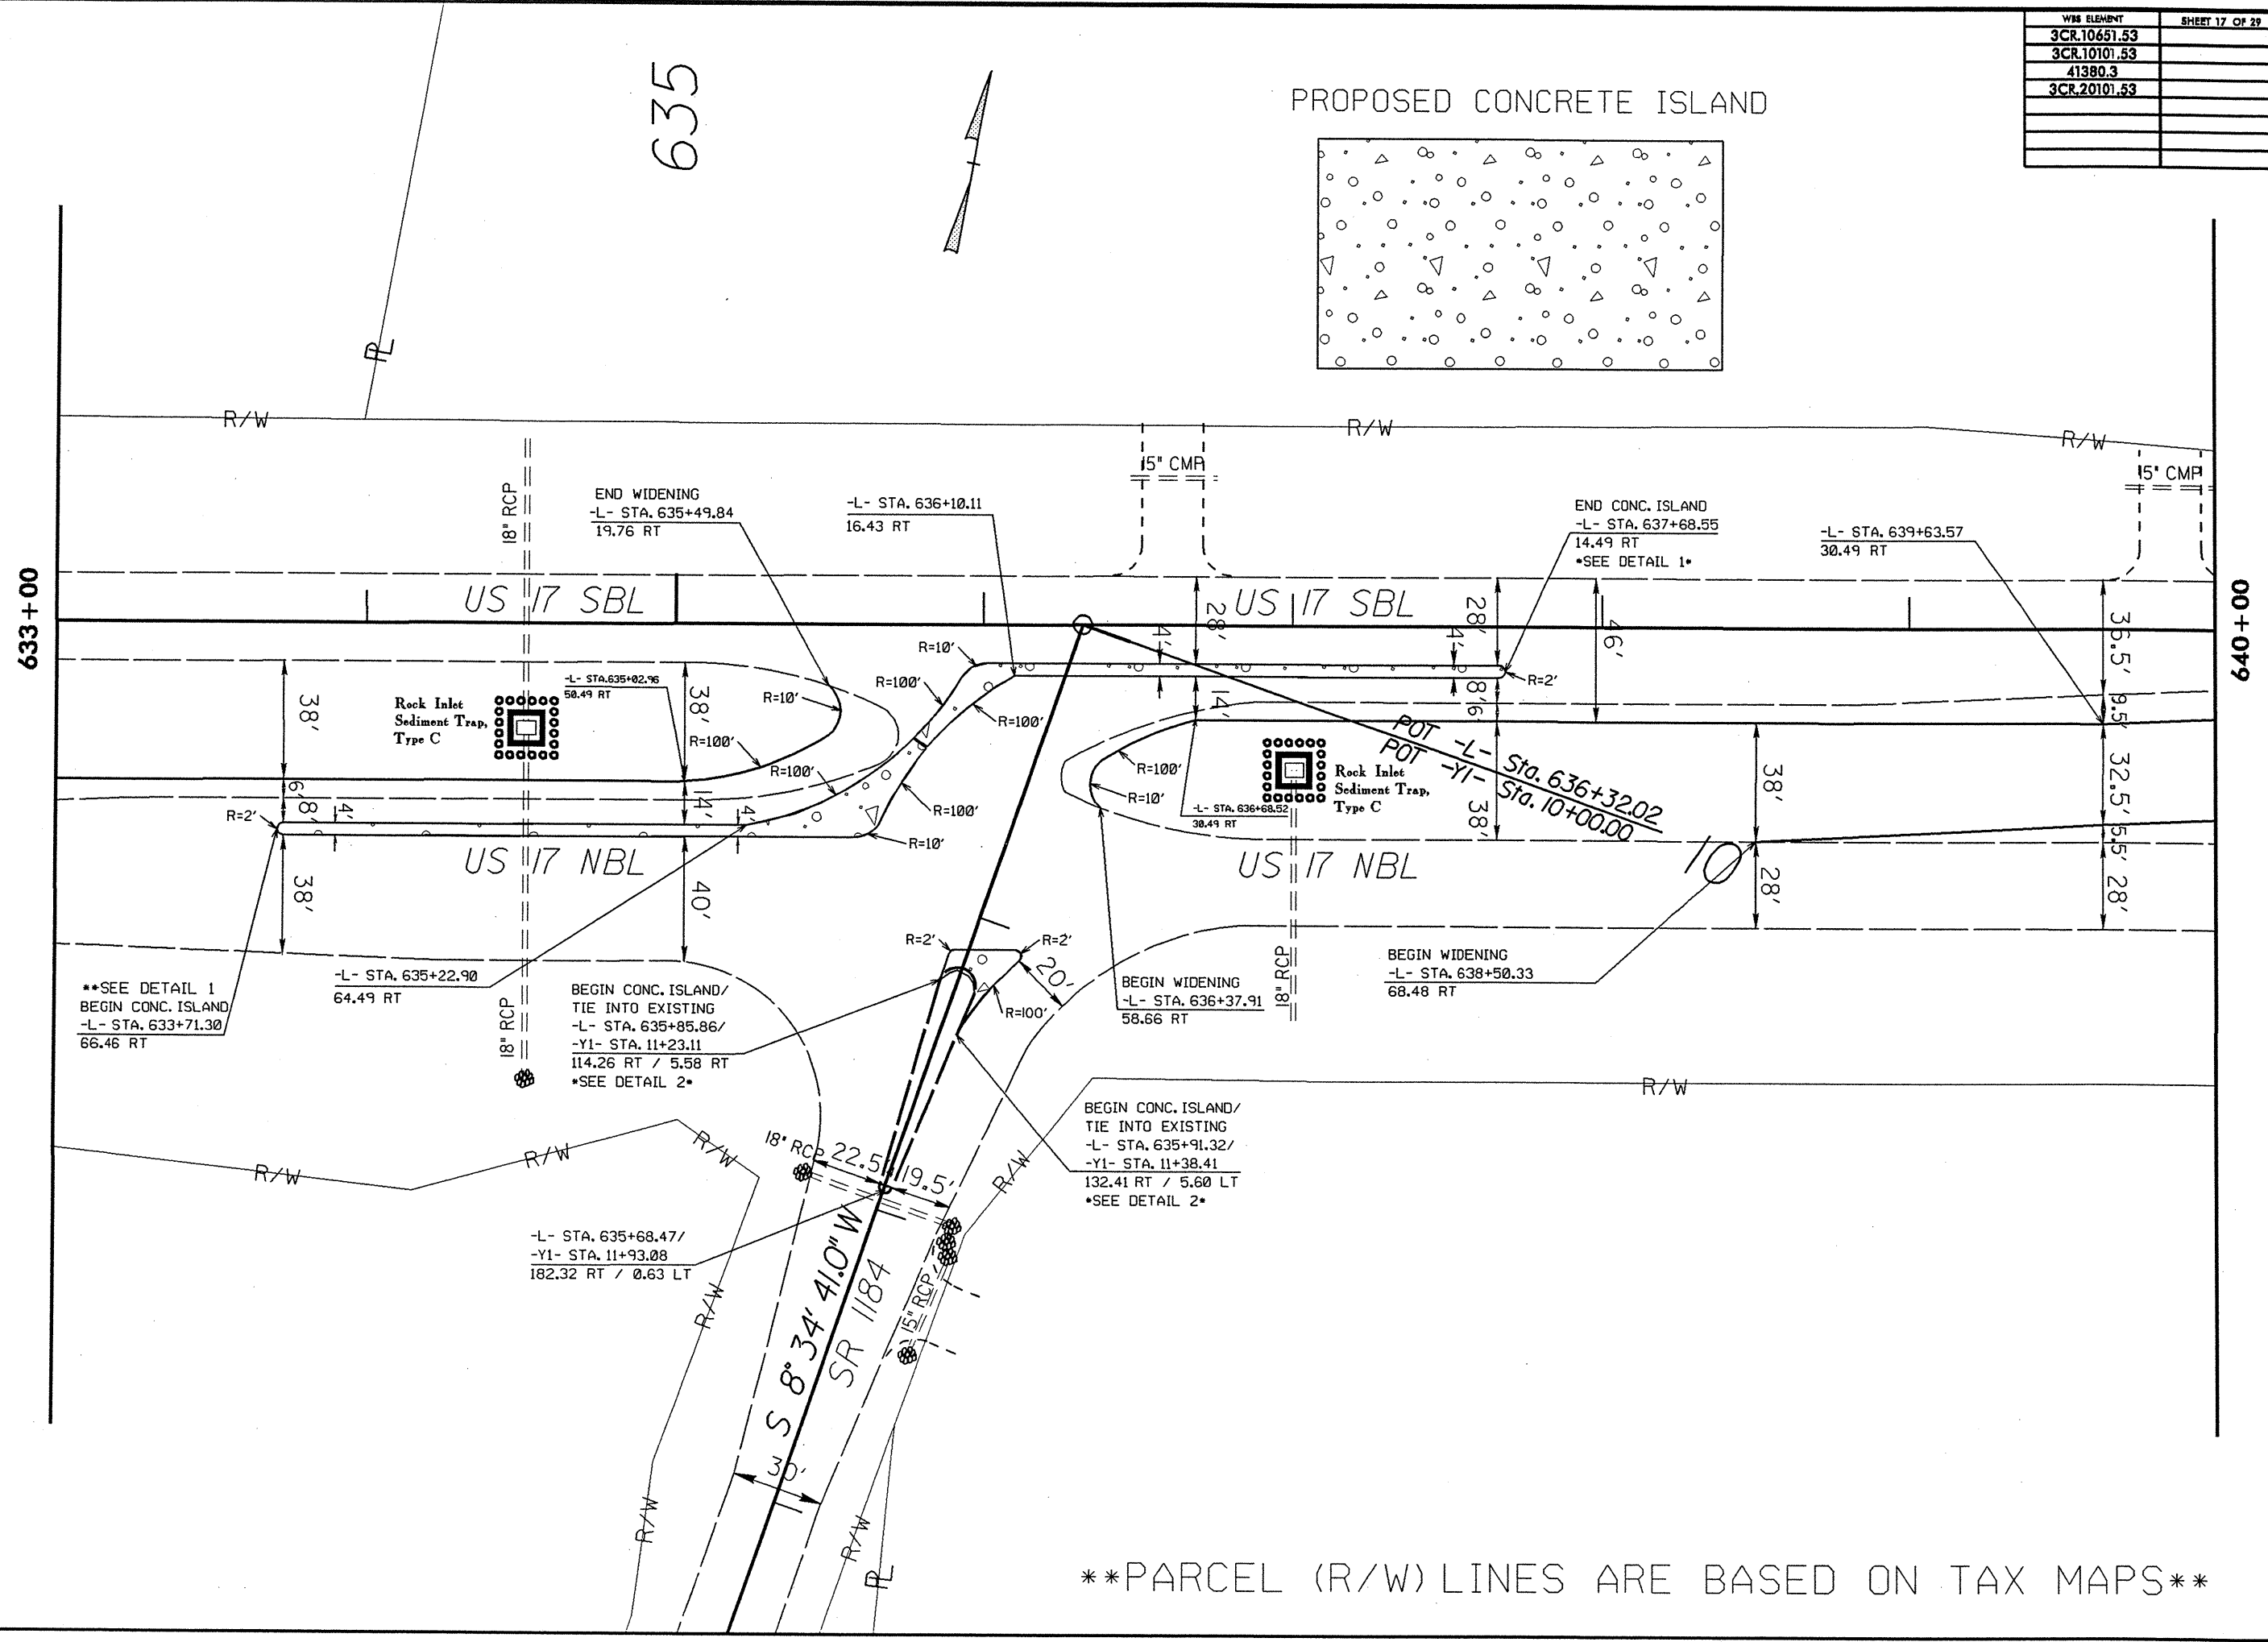 WBS ELEMENT
SHEET 17 OF 29
3CR.10651.53
3CR.10101.53
41380.3
3CR.20101.53
635
PROPOSED CONCRETE ISLAND
PL
R/W
R/W
R/W
15" CMP
15" CMP
18" RCP
END WIDENING
-L- STA. 635+49.84
19.76 RT
-L- STA. 636+10.11
16.43 RT
END CONC. ISLAND
-L- STA. 637+68.55
14.49 RT
*SEE DETAIL 1*
-L- STA. 639+63.57
30.49 RT
633+00
640+00
US 17 SBL
US 17 SBL
28'
28'
46'
36.5'
4'
4'
R=10'
R=100'
R=10'
R=100'
R=2'
-L- STA. 635+02.96
50.49 RT
38'
38'
Rock Inlet
Sediment Trap,
Type C
R=100'
R=100'
R=100'
14'
8'
6'
9.5'
POT -L- Sta. 636+32.02
POT -Y1- Sta. 10+00.00
R=100'
R=10'
Rock Inlet
Sediment Trap,
Type C
-L- STA. 636+68.52
30.49 RT
38'
38'
32.5'
6'
8'
4'
14'
4'
R=2'
R=10'
US 17 NBL
US 17 NBL
10
5.5'
38'
40'
28'
28'
R=2'
R=2'
20'
R=100'
18" RCP
18" RCP
**SEE DETAIL 1
BEGIN CONC. ISLAND
-L- STA. 633+71.30
66.46 RT
-L- STA. 635+22.90
64.49 RT
BEGIN CONC. ISLAND/
TIE INTO EXISTING
-L- STA. 635+85.86/
-Y1- STA. 11+23.11
114.26 RT / 5.58 RT
*SEE DETAIL 2*
BEGIN WIDENING
-L- STA. 636+37.91
58.66 RT
BEGIN WIDENING
-L- STA. 638+50.33
68.48 RT
R/W
BEGIN CONC. ISLAND/
TIE INTO EXISTING
-L- STA. 635+91.32/
-Y1- STA. 11+38.41
132.41 RT / 5.60 LT
*SEE DETAIL 2*
R/W
R/W
R/W
18" RCP
22.5'
19.5'
R/W
-L- STA. 635+68.47/
-Y1- STA. 11+93.08
182.32 RT / 0.63 LT
R/W
S 8° 34' 41.0" W
SR 1184
15" RCP
30'
R/W
R/W
PL
**PARCEL (R/W) LINES ARE BASED ON TAX MAPS**